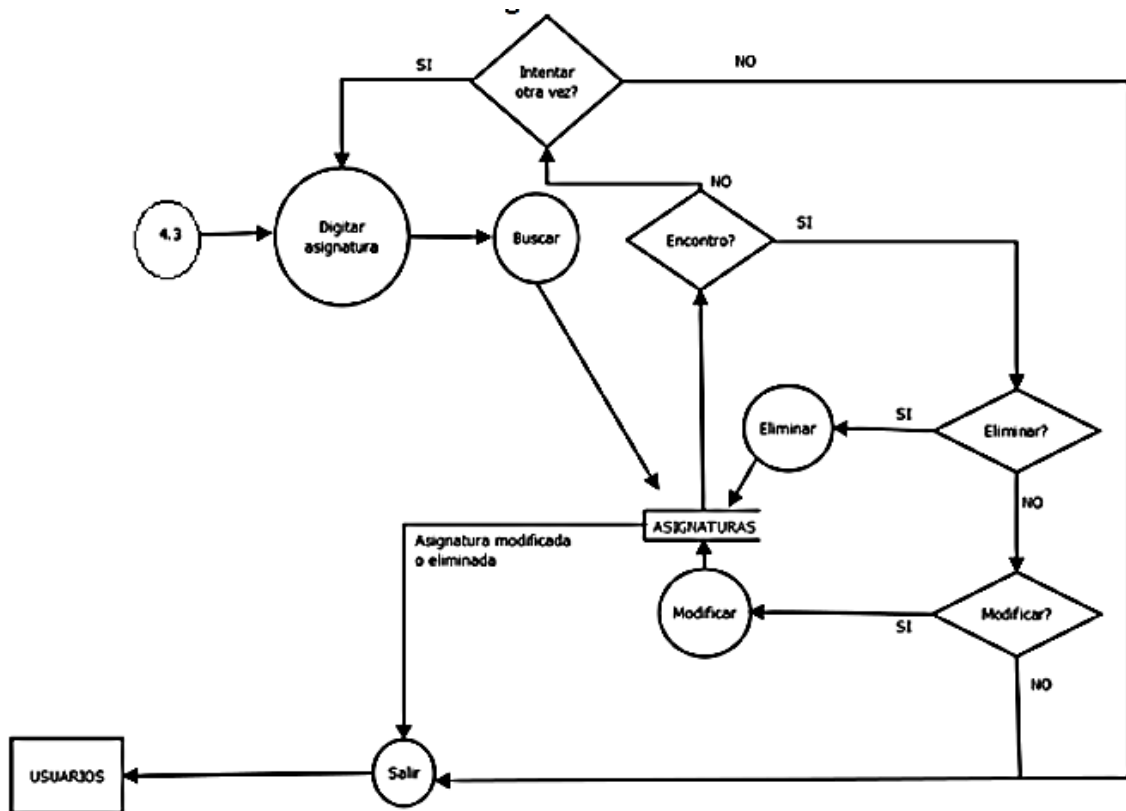 SI
Intentar
otra vez?
NO
4.3
Digitar
asignatura
Buscar
NO
Encontro?
SI
Eliminar
SI
Eliminar?
NO
ASIGNATURAS
Asignatura modificada
o eliminada
Modificar
SI
Modificar?
NO
USUARIOS
Salir